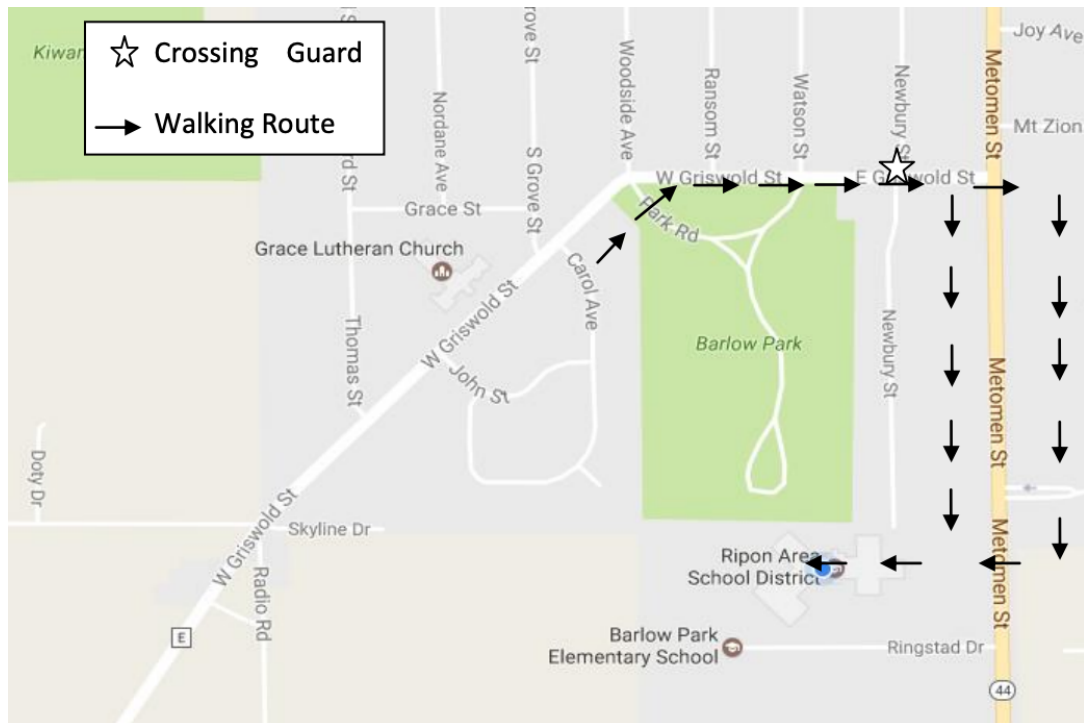 Kiwan
Crossing Guard
Walking Route
rd St
Nordane Ave
rove St
S Grove St
Woodside Ave
Ransom St
Watson St
Newbury St
Metomen St
Joy Ave
Mt Zion
W Griswold St
E Griswold St
Grace St
Park Rd
Grace Lutheran Church
Carol Ave
W Griswold St
Thomas St
John St
Barlow Park
Newbury St
Metomen St
Doty Dr
W Griswold St
Skyline Dr
Radio Rd
Metomen St
Ripon Area
School District
Barlow Park
Elementary School
Ringstad Dr
E
44